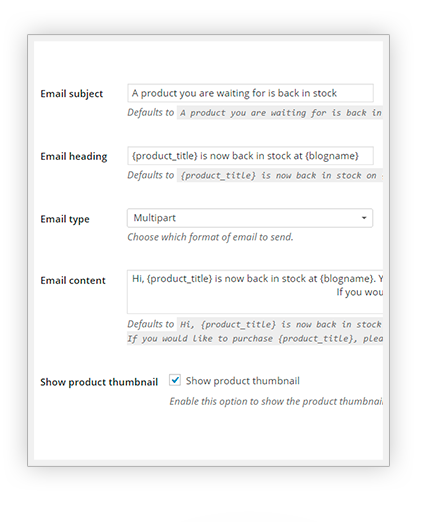 Email subject
A product you are waiting for is back in stock
Defaults to A product you are waiting for is back in
Email heading
{product_title} is now back in stock at {blogname}
Defaults to {product_title} is now back in stock on
Email type
Multipart
Choose which format of email to send.
Email content
Hi, {product_title} is now back in stock at {blogname}. Y
If you wou
Defaults to Hi, {product_title} is now back in stock
If you would like to purchase {product_title}, plea
Show product thumbnail
Show product thumbnail
Enable this option to show the product thumbnai